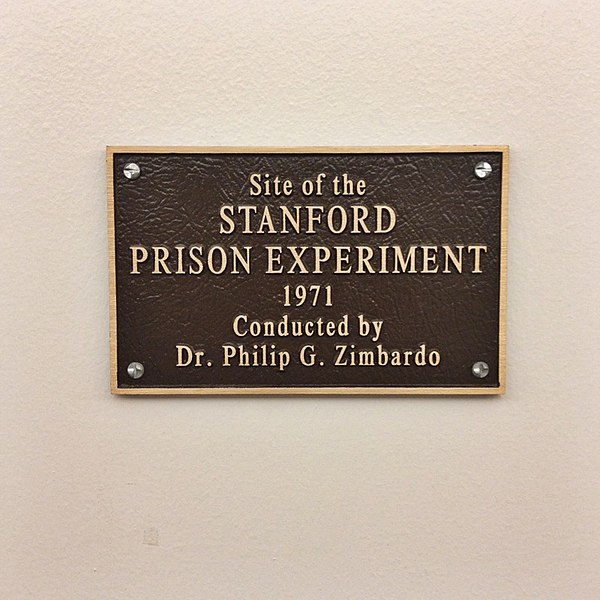 Site of the
STANFORD
PRISON EXPERIMENT
1971
Conducted by
Dr. Philip G. Zimbardo